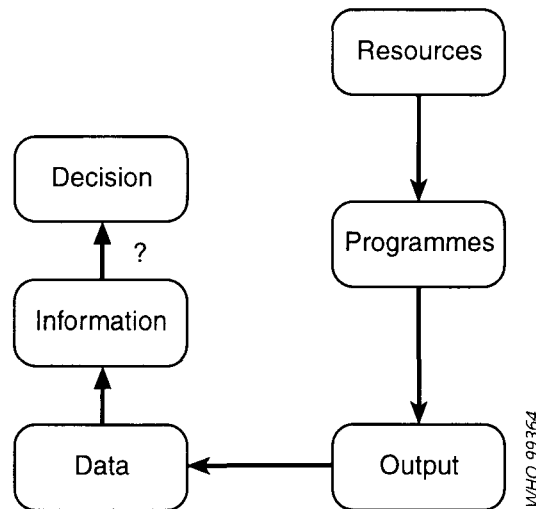 Resources
Decision
Programmes
?
Information
Data
Output
WHO 99364